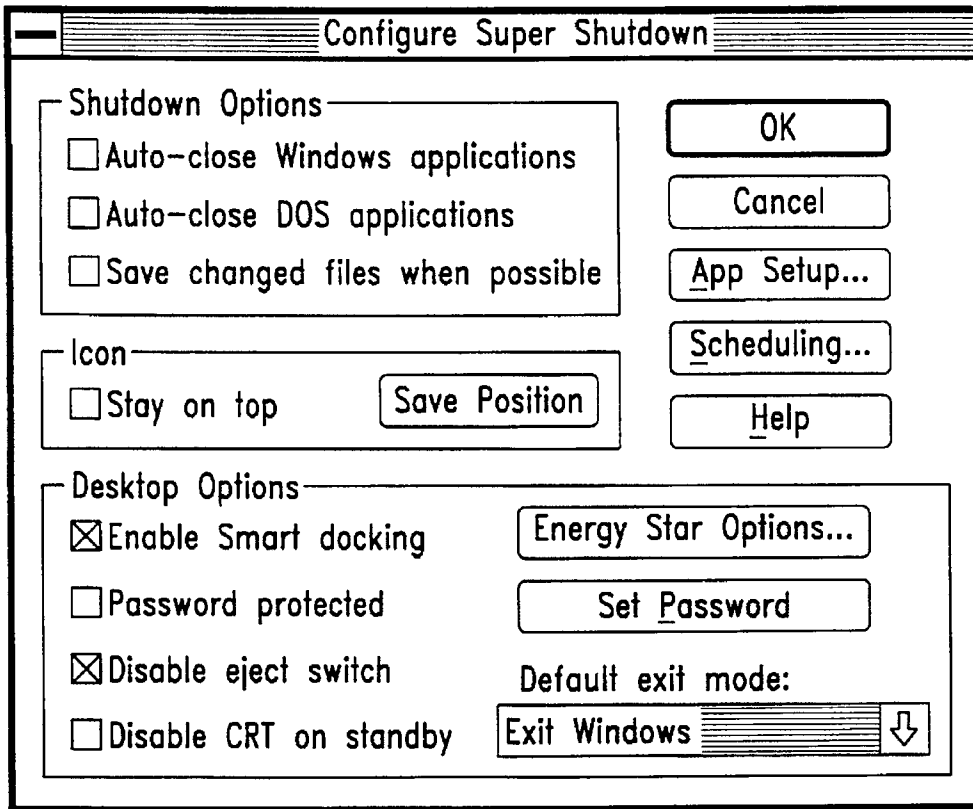 Configure Super Shutdown
Shutdown Options
Auto-close Windows applications
Auto-close DOS applications
Save changed files when possible
OK
Cancel
App Setup...
Scheduling...
Help
Icon
Stay on top
Save Position
Desktop Options
Enable Smart docking
Energy Star Options...
Password protected
Set Password
Disable eject switch
Default exit mode:
Disable CRT on standby
Exit Windows